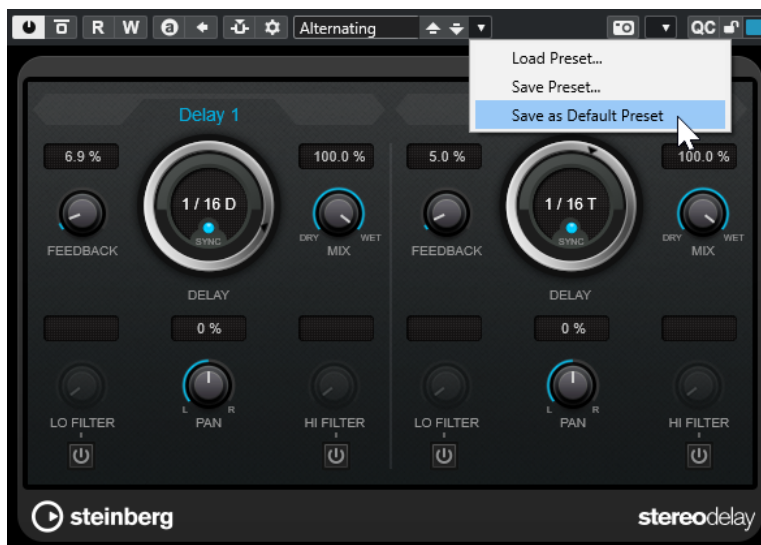 R W a Alternating QC
Load Preset...
Save Preset...
Save as Default Preset
Delay 1
6.9 % 100.0 % 5.0 % 100.0 %
1 / 16 D 1 / 16 T
SYNC SYNC
DRY WET DRY WET
FEEDBACK MIX FEEDBACK MIX
DELAY DELAY
0 % 0 %
L R L R
LO FILTER PAN HI FILTER LO FILTER PAN HI FILTER
steinberg stereodelay